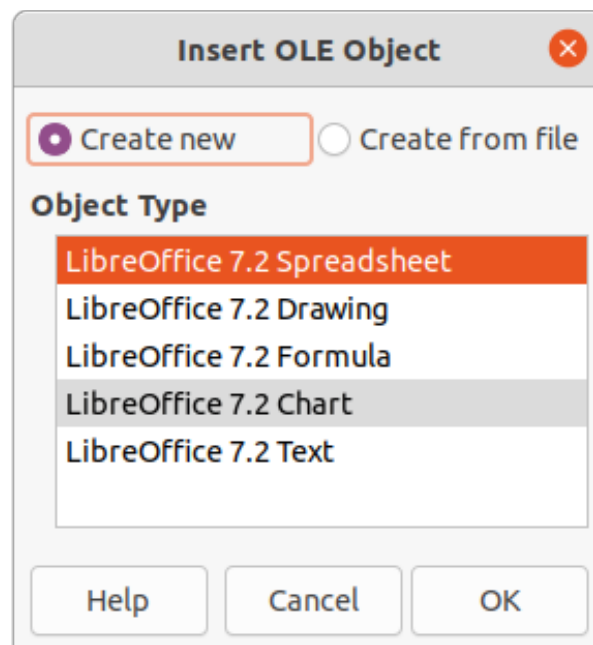 Insert OLE Object
Create new Create from file
Object Type
LibreOffice 7.2 Spreadsheet
LibreOffice 7.2 Drawing
LibreOffice 7.2 Formula
LibreOffice 7.2 Chart
LibreOffice 7.2 Text
Help Cancel OK